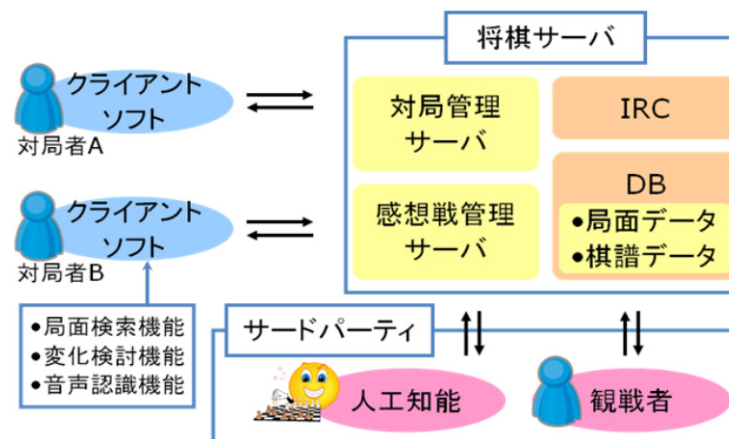 将棋サーバ
クライアント
ソフト
対局者A
対局管理
サーバ
IRC
クライアント
ソフト
対局者B
感想戦管理
サーバ
DB
●局面データ
●棋譜データ
●局面検索機能
●変化検討機能
●音声認識機能
サードパーティ
人工知能
観戦者